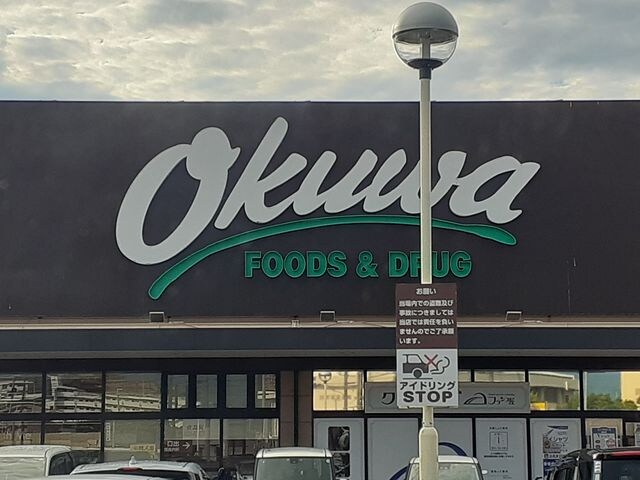 Okuwa
FOODS & DRUG
お願い
当場内での盗難及び
事故につきましては
当店では責任を負い
ませんのでご了承願
います。
アイドリング
STOP
出口